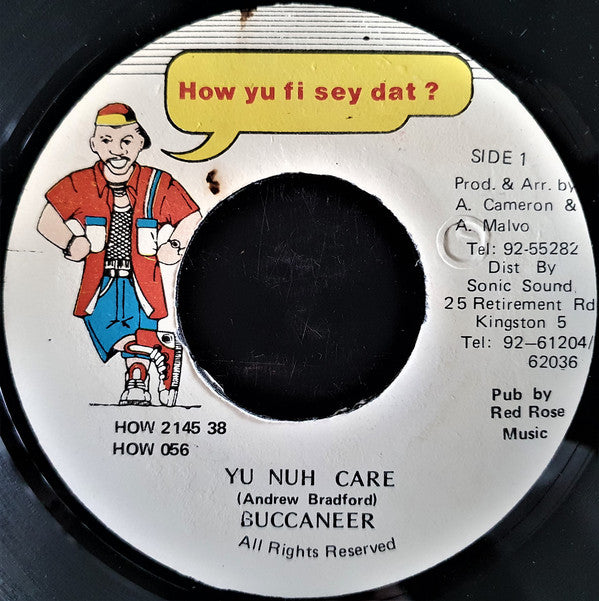 How yu fi sey dat ?
SIDE 1
Prod. & Arr. by
A. Cameron &
A. Malvo
Tel: 92-55282
Dist By
Sonic Sound
25 Retirement Rd
Kingston 5
Tel: 92-61204/
62036
Pub by
Red Rose
Music
HOW 2145 38
HOW 056
YU NUH CARE
(Andrew Bradford)
BUCCANEER
All Rights Reserved